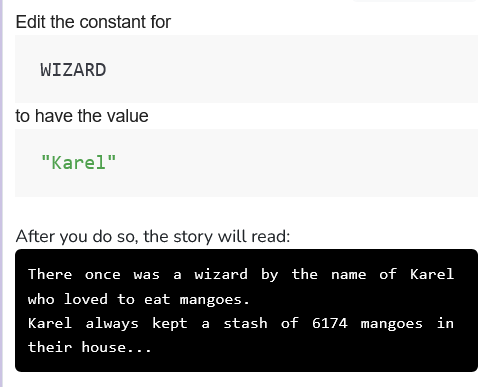 Edit the constant for
WIZARD
to have the value
"Karel"
After you do so, the story will read:
There once was a wizard by the name of Karel
who loved to eat mangoes.
Karel always kept a stash of 6174 mangoes in
their house...